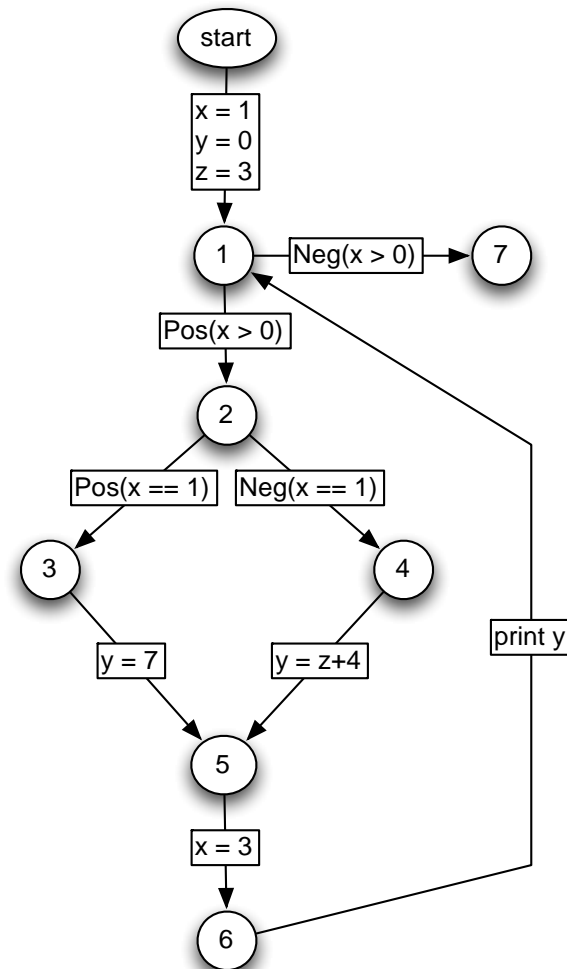 start
x = 1
y = 0
z = 3
1
Neg(x > 0)
7
Pos(x > 0)
2
Pos(x == 1)
Neg(x == 1)
3
4
print y
y = 7
y = z+4
5
x = 3
6